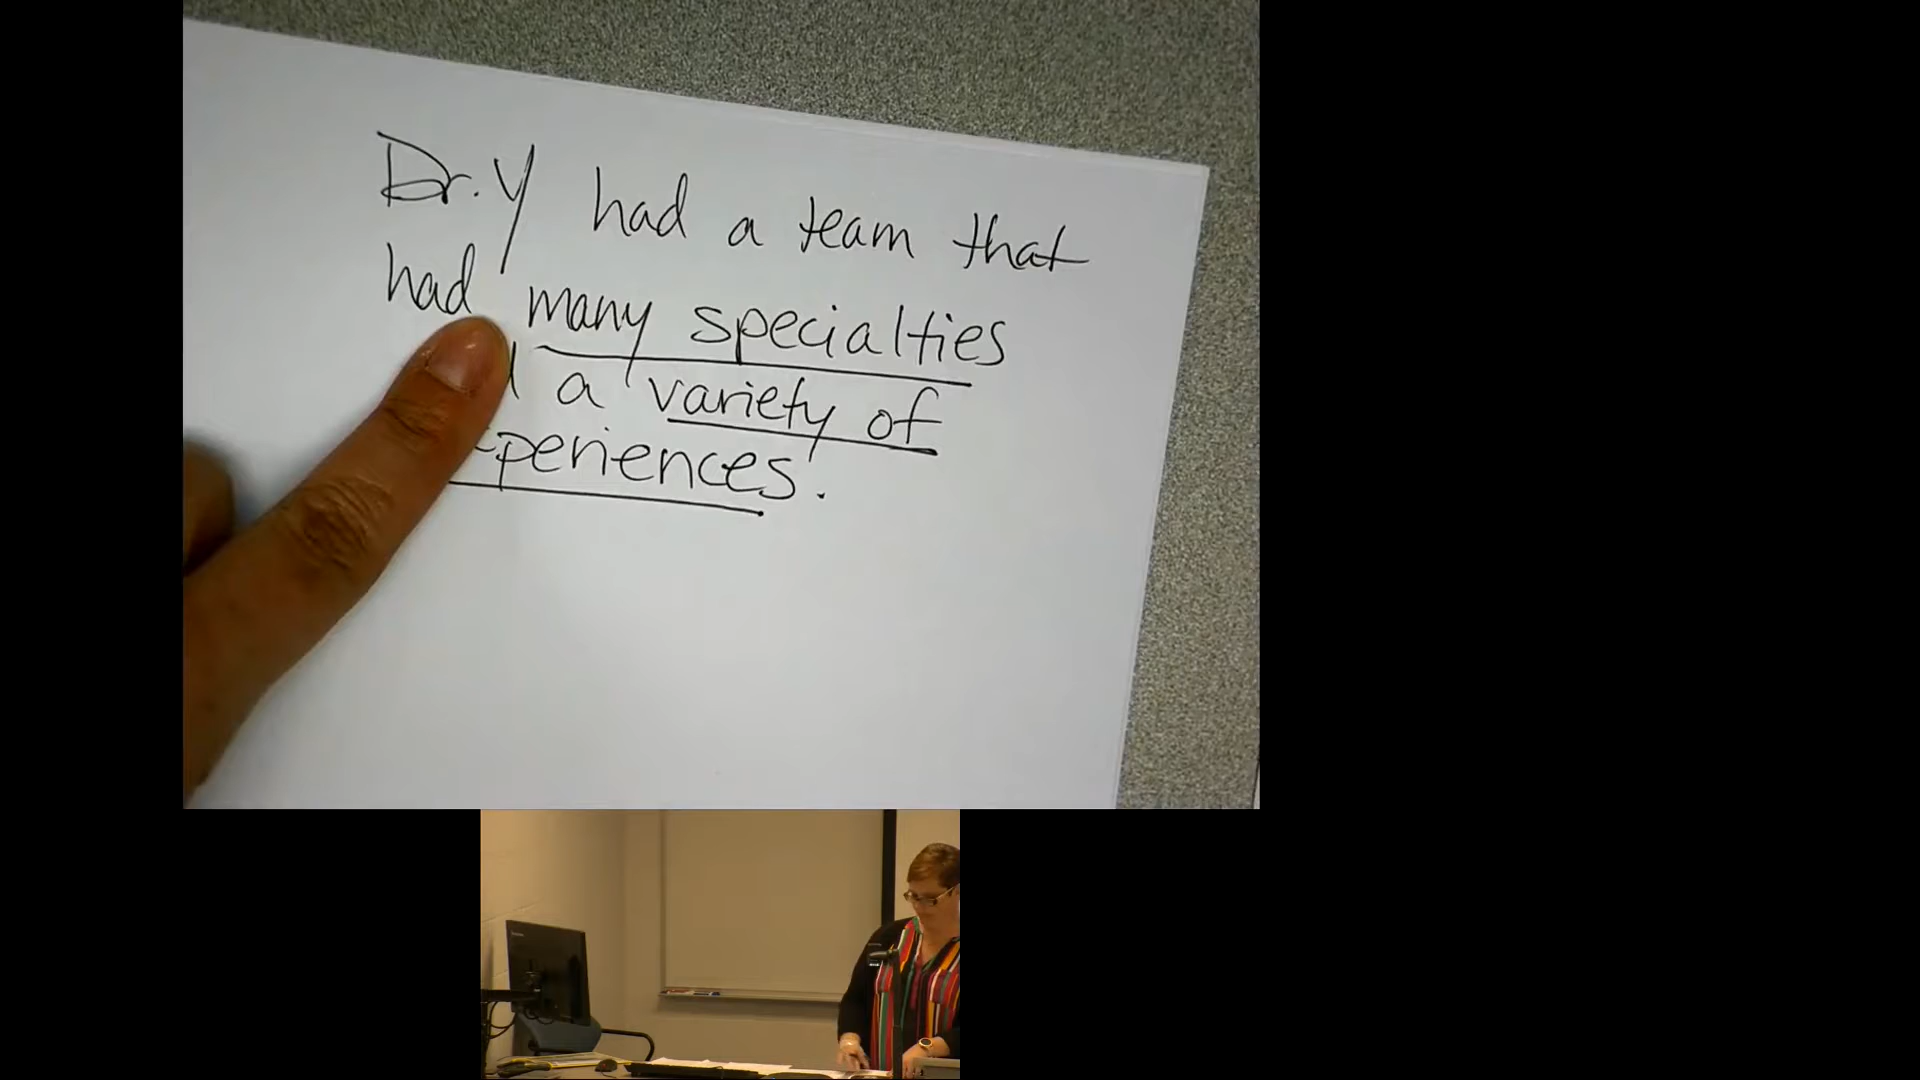 Dr. Y had a team that
had many specialties
a variety of
periences.